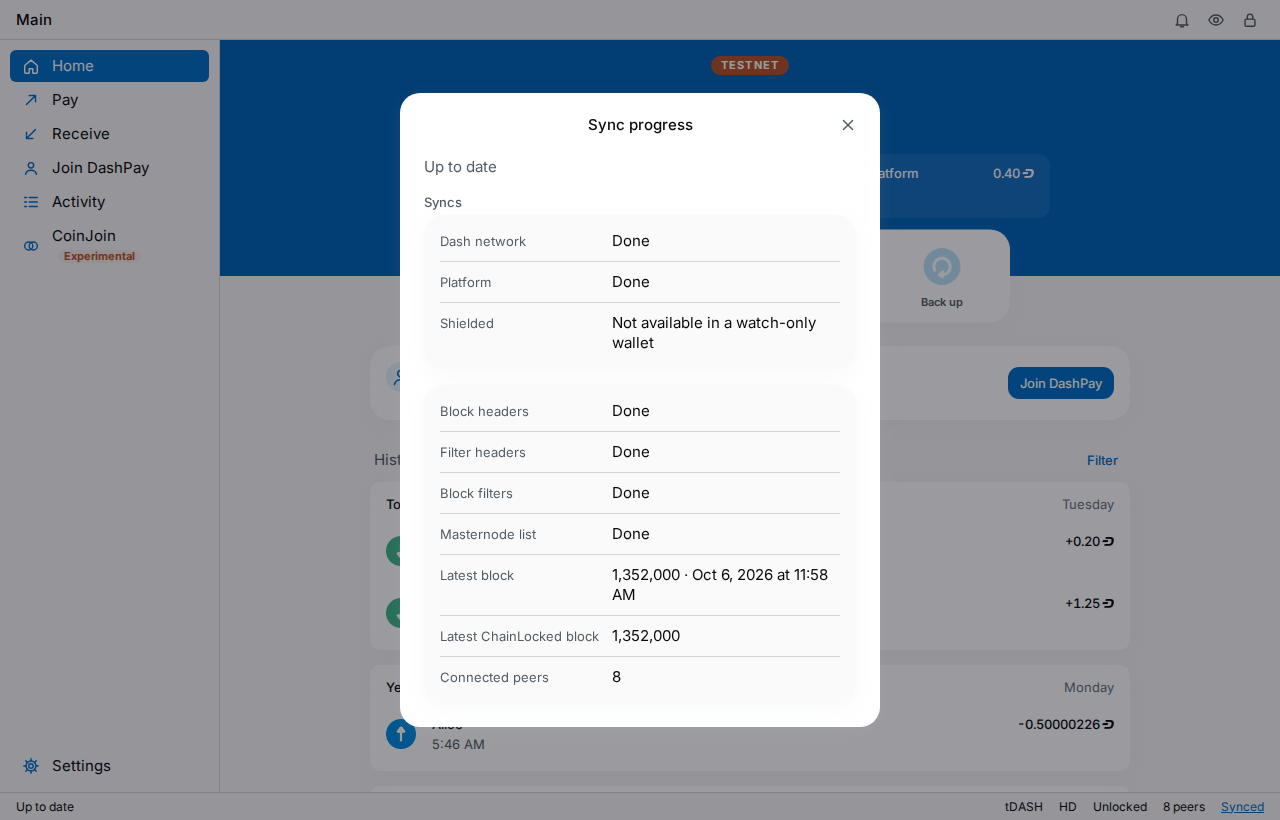 Main
Home
Pay
Receive
Join DashPay
Activity
CoinJoin
Experimental
Settings
TESTNET
0.40
Back up
Join DashPay
Filter
Tuesday
+0.20
+1.25
Monday
-0.50000226
5:46 AM
Sync progress
Up to date
Syncs
Dash network Done
Platform Done
Shielded Not available in a watch-only
wallet
Block headers Done
Filter headers Done
Block filters Done
Masternode list Done
Latest block 1,352,000 · Oct 6, 2026 at 11:58
AM
Latest ChainLocked block 1,352,000
Connected peers 8
Up to date
tDASH HD Unlocked 8 peers Synced